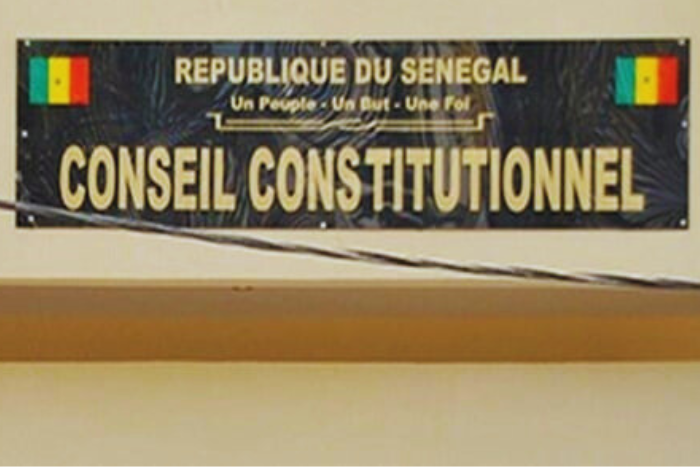 REPUBLIQUE DU SENEGAL
Un Peuple - Un But - Une Foi
CONSEIL CONSTITUTIONNEL